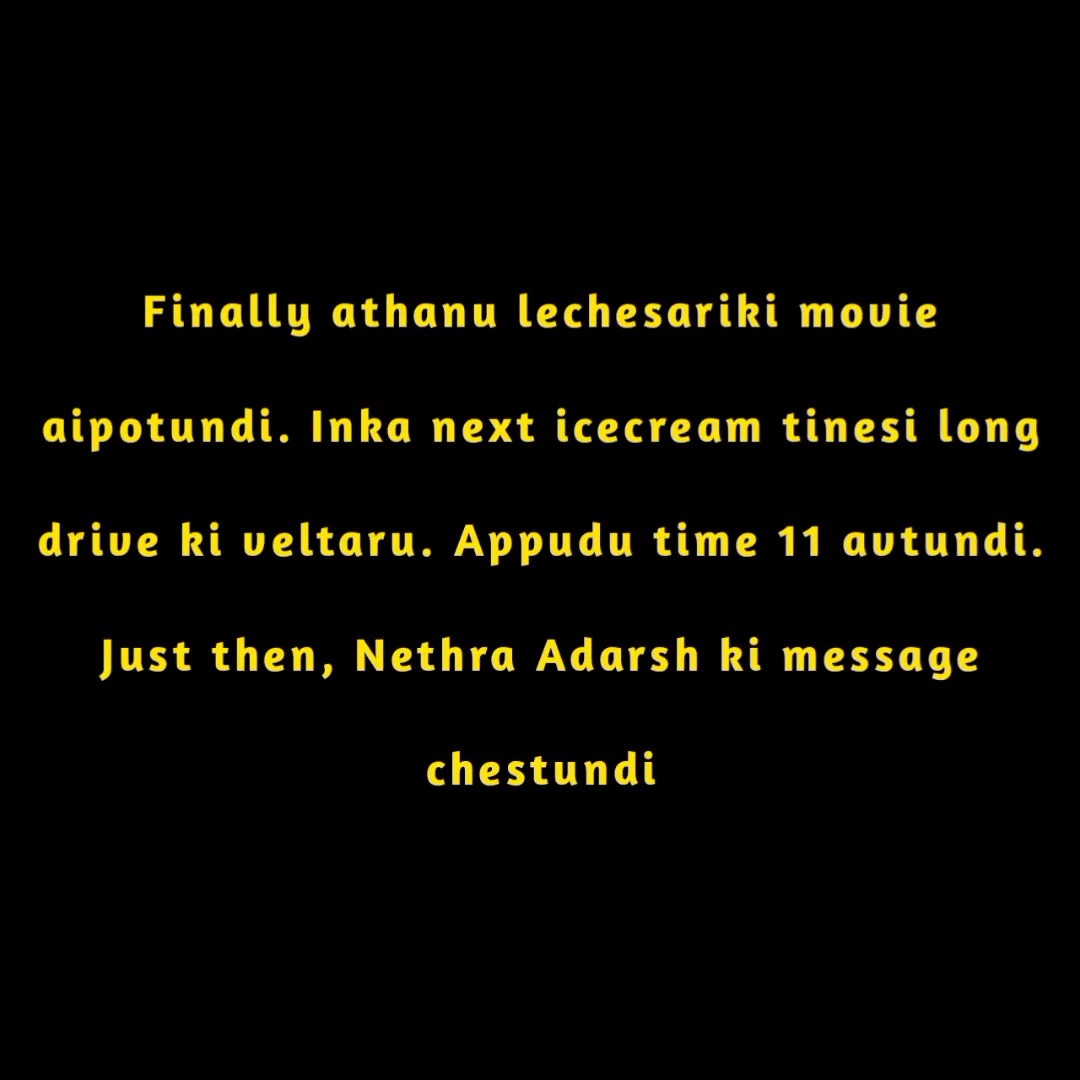 Finally athanu lechesariki movie
aipotundi. Inka next icecream tinesi long
drive ki veltaru. Appudu time 11 avtundi.
Just then, Nethra Adarsh ki message
chestundi